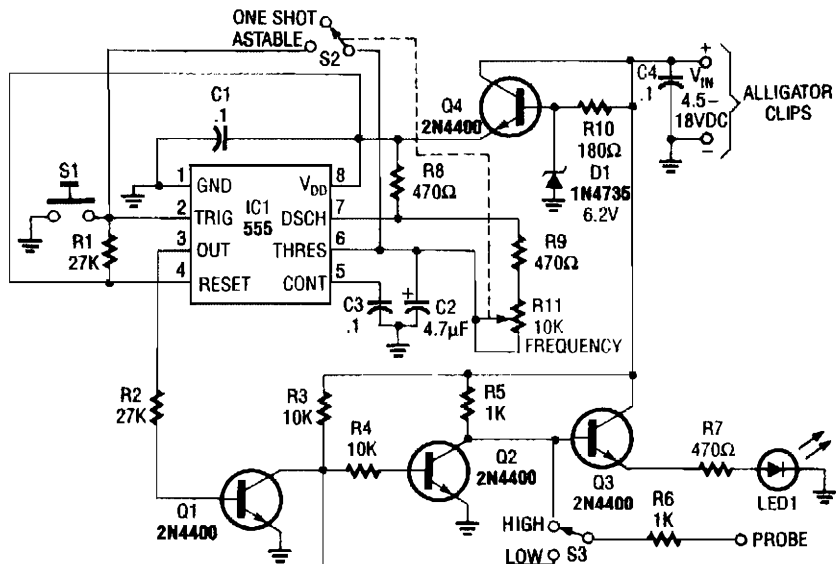 ONE SHOT
ASTABLE
S2
C1
.1
Q4
2N4400
C4
.1
+
VIN
4.5–
18VDC
–
ALLIGATOR
CLIPS
R10
180Ω
D1
1N4735
6.2V
S1
1
GND
VDD
8
R8
470Ω
2
TRIG
IC1
555
DSCH
7
3
OUT
THRES
6
4
RESET
CONT
5
R1
27K
R9
470Ω
C3
.1
+
C2
4.7µF
R11
10K
FREQUENCY
R2
27K
R3
10K
R4
10K
R5
1K
Q1
2N4400
Q2
2N4400
Q3
2N4400
R7
470Ω
LED1
HIGH
LOW
S3
R6
1K
PROBE